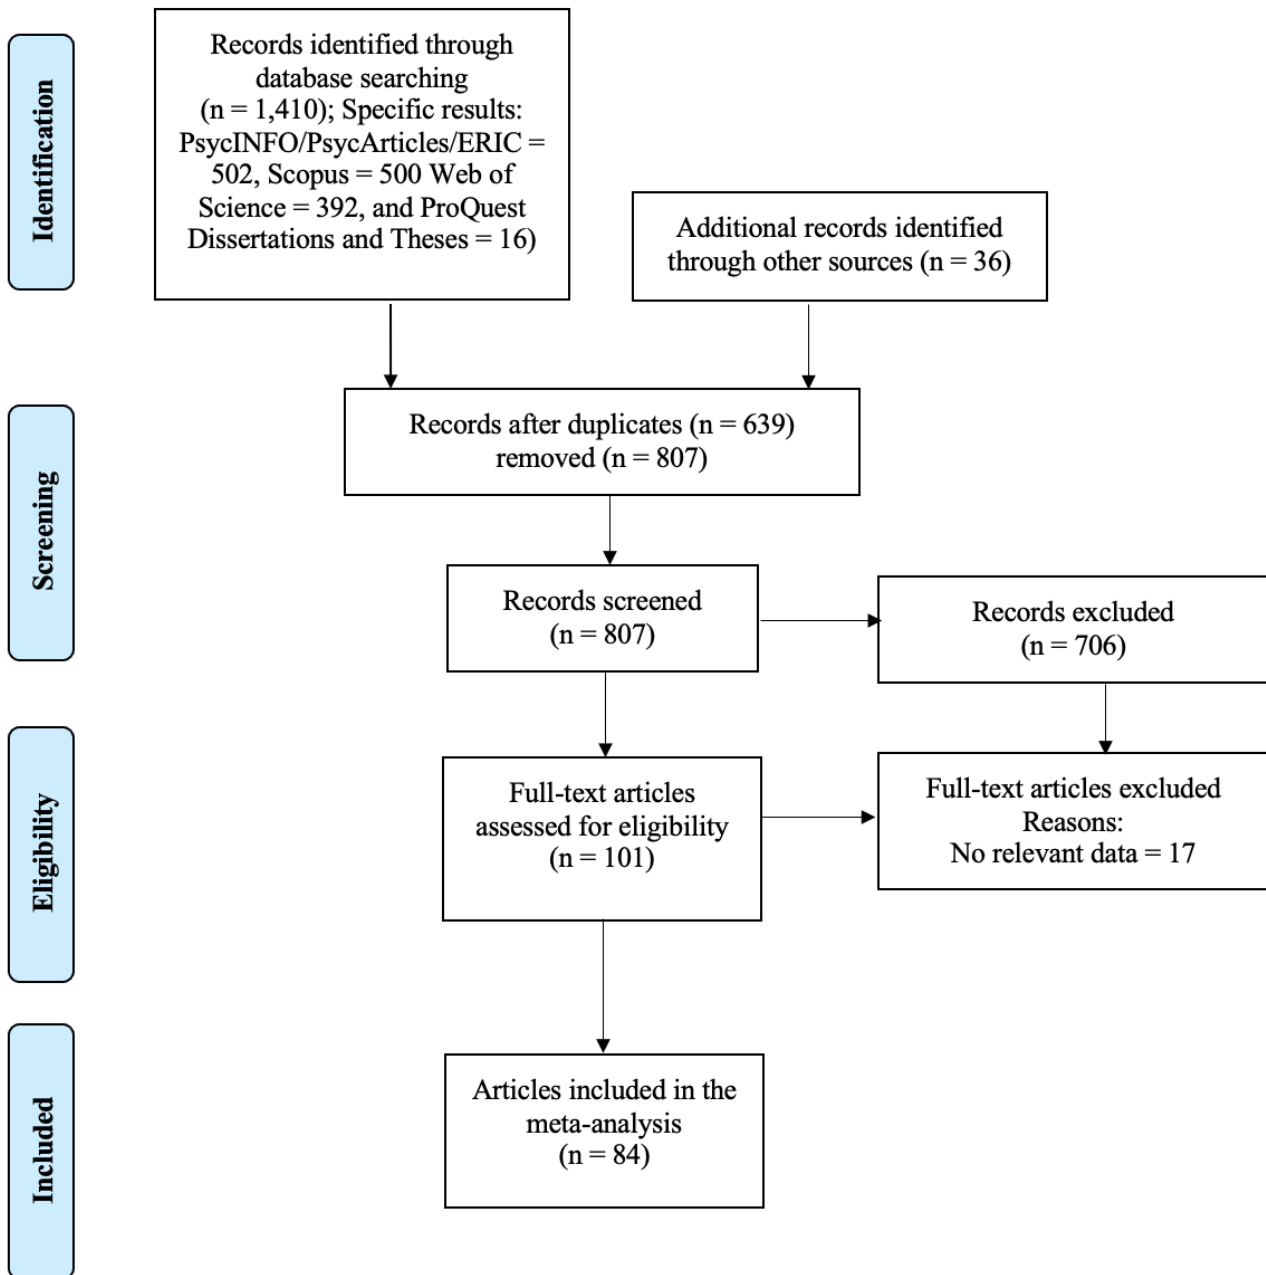 Identification
Records identified through
database searching
(n = 1,410); Specific results:
PsycINFO/PsycArticles/ERIC =
502, Scopus = 500 Web of
Science = 392, and ProQuest
Dissertations and Theses = 16)
Additional records identified
through other sources (n = 36)
Screening
Records after duplicates (n = 639)
removed (n = 807)
Records screened
(n = 807)
Records excluded
(n = 706)
Eligibility
Full-text articles
assessed for eligibility
(n = 101)
Full-text articles excluded
Reasons:
No relevant data = 17
Included
Articles included in the
meta-analysis
(n = 84)